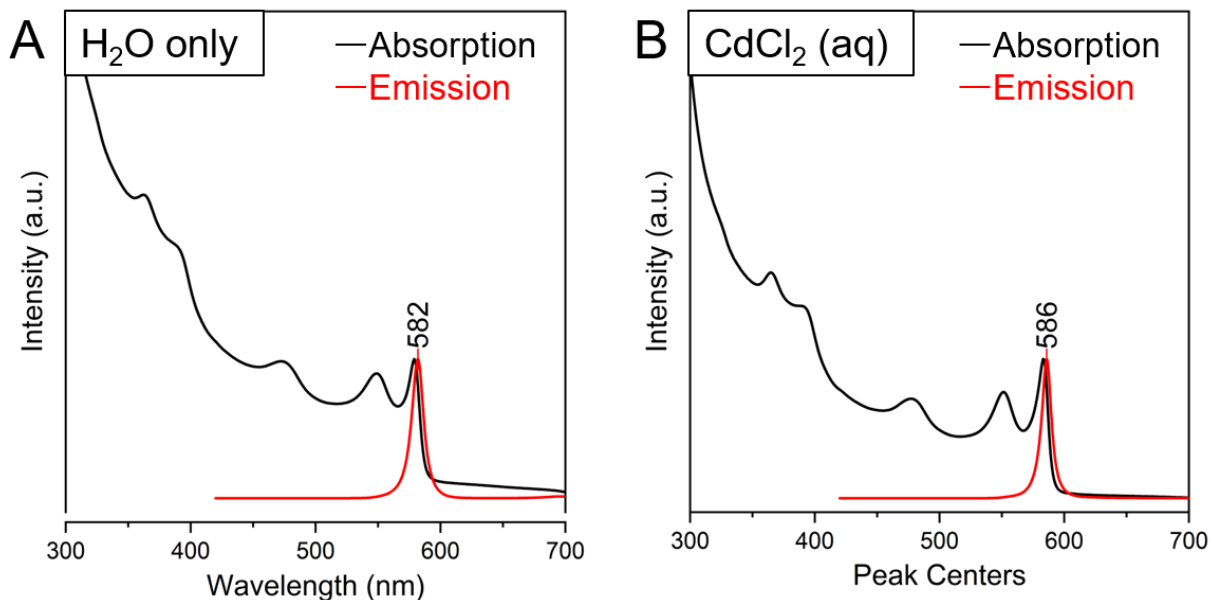 A
H₂O only
Absorption
Emission
582
Intensity (a.u.)
300
400
500
600
700
Wavelength (nm)
B
CdCl₂ (aq)
Absorption
Emission
586
Intensity (a.u.)
300
400
500
600
700
Peak Centers